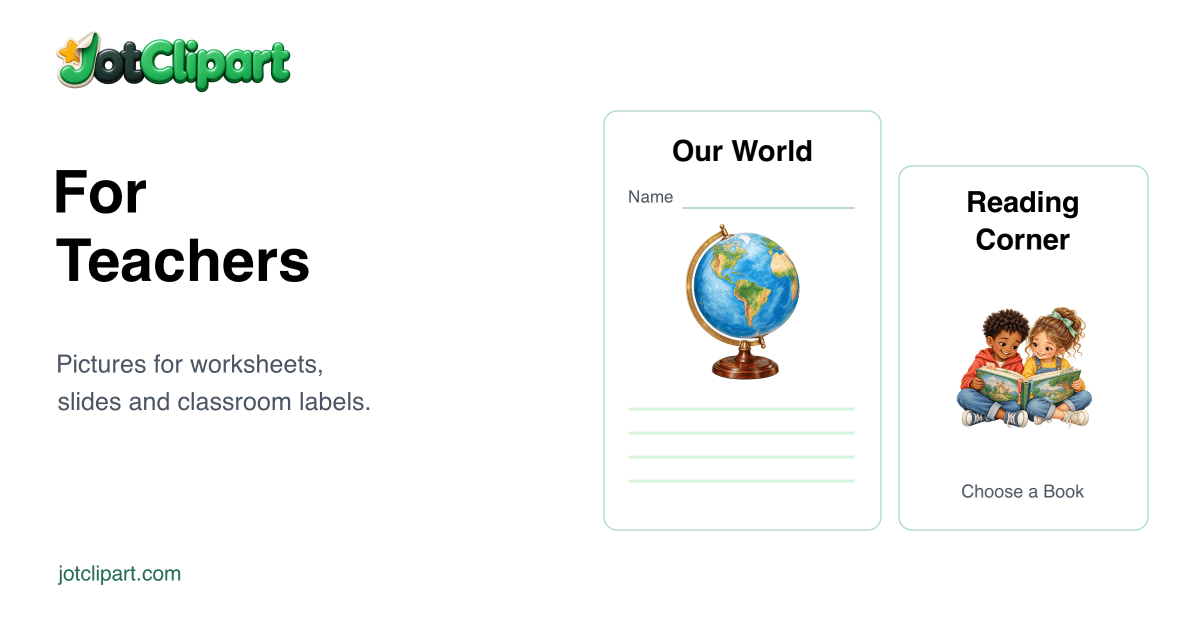 JotClipart
For
Teachers
Pictures for worksheets,
slides and classroom labels.
jotclipart.com
Our World
Name
Reading
Corner
Choose a Book